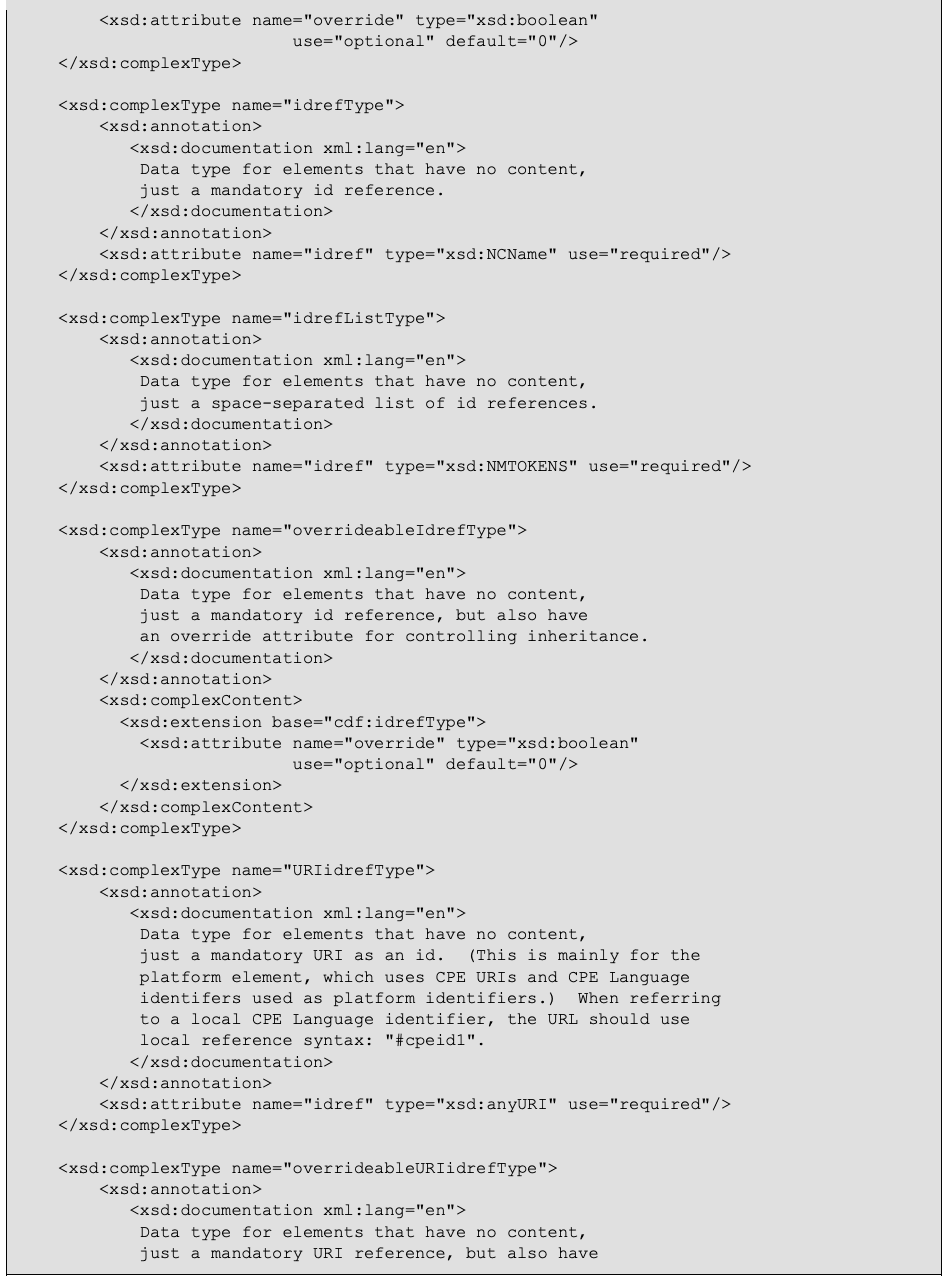 <xsd:attribute name="override" type="xsd:boolean"
use="optional" default="0"/>
</xsd:complexType>
<xsd:complexType name="idrefType">
<xsd:annotation>
<xsd:documentation xml:lang="en">
Data type for elements that have no content,
just a mandatory id reference.
</xsd:documentation>
</xsd:annotation>
<xsd:attribute name="idref" type="xsd:NCName" use="required"/>
</xsd:complexType>
<xsd:complexType name="idrefListType">
<xsd:annotation>
<xsd:documentation xml:lang="en">
Data type for elements that have no content,
just a space-separated list of id references.
</xsd:documentation>
</xsd:annotation>
<xsd:attribute name="idref" type="xsd:NMTOKENS" use="required"/>
</xsd:complexType>
<xsd:complexType name="overrideableIdrefType">
<xsd:annotation>
<xsd:documentation xml:lang="en">
Data type for elements that have no content,
just a mandatory id reference, but also have
an override attribute for controlling inheritance.
</xsd:documentation>
</xsd:annotation>
<xsd:complexContent>
<xsd:extension base="cdf:idrefType">
<xsd:attribute name="override" type="xsd:boolean"
use="optional" default="0"/>
</xsd:extension>
</xsd:complexContent>
</xsd:complexType>
<xsd:complexType name="URIidrefType">
<xsd:annotation>
<xsd:documentation xml:lang="en">
Data type for elements that have no content,
just a mandatory URI as an id.  (This is mainly for the
platform element, which uses CPE URIs and CPE Language
identifers used as platform identifiers.)  When referring
to a local CPE Language identifier, the URL should use
local reference syntax: "#cpeid1".
</xsd:documentation>
</xsd:annotation>
<xsd:attribute name="idref" type="xsd:anyURI" use="required"/>
</xsd:complexType>
<xsd:complexType name="overrideableURIidrefType">
<xsd:annotation>
<xsd:documentation xml:lang="en">
Data type for elements that have no content,
just a mandatory URI reference, but also have